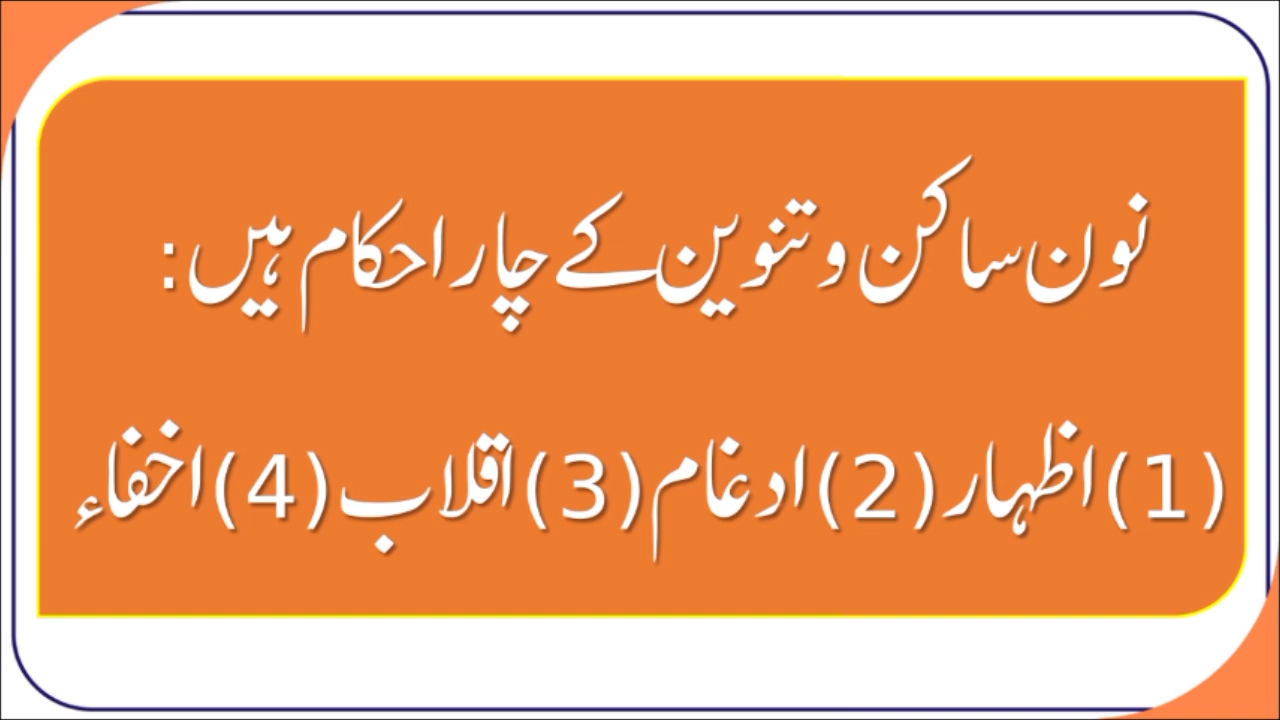 نون ساکن و تنوین کے چار احکام ہیں:
(1) اظہار (2) ادغام (3) اقلاب (4) اخفاء